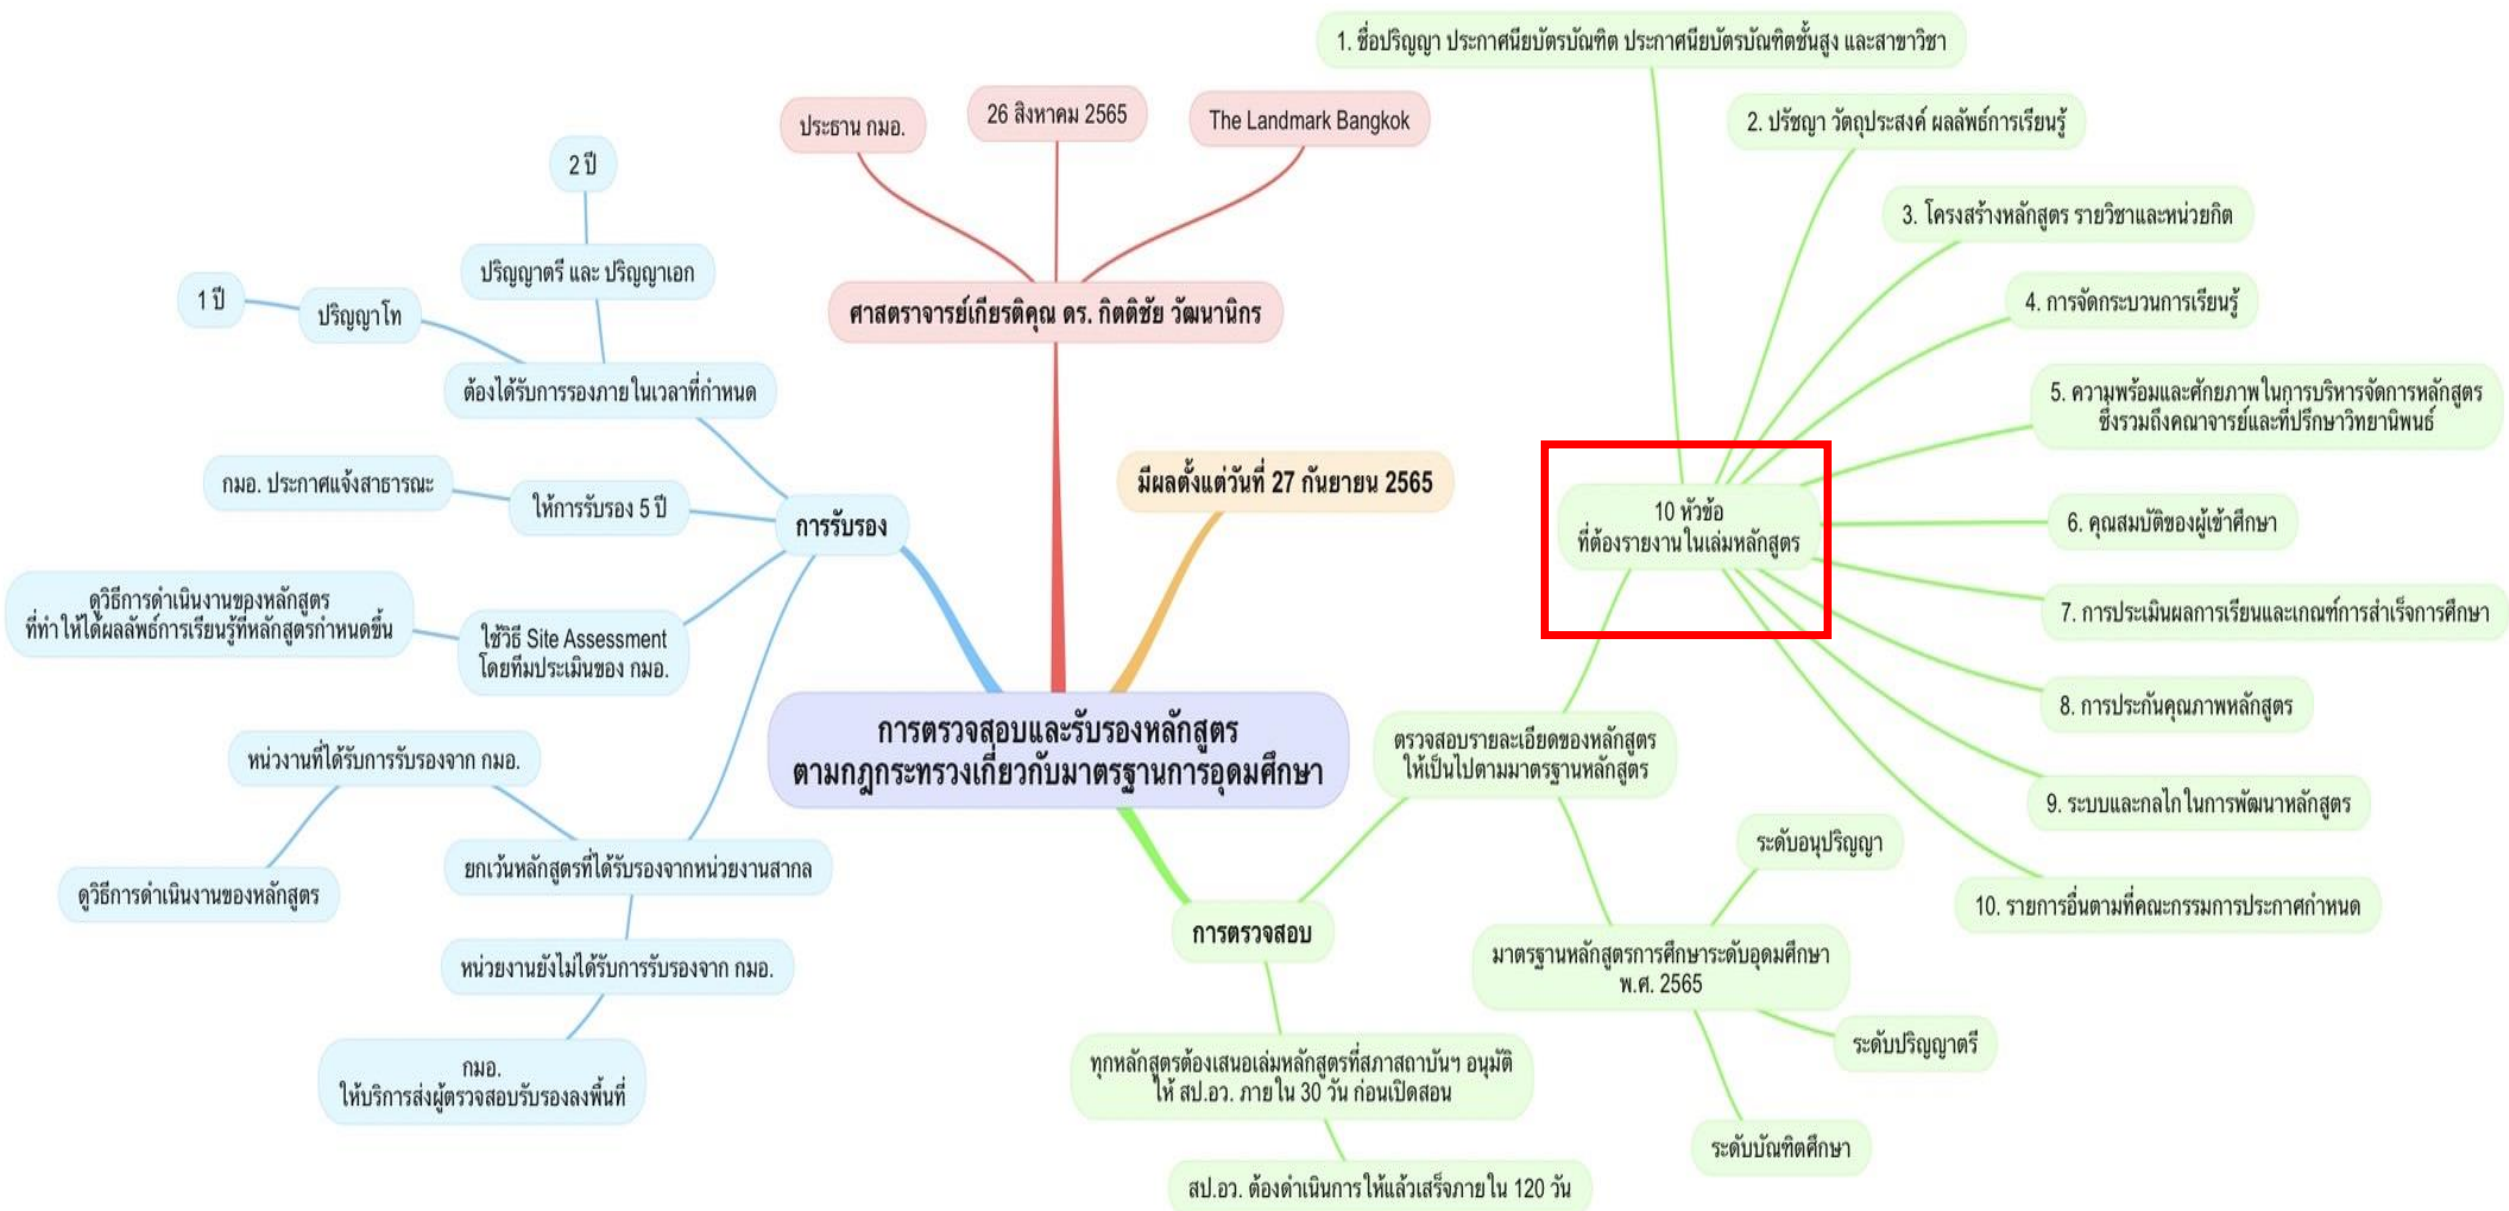 1. ชื่อปริญญา ประกาศนียบัตรบัณฑิต ประกาศนียบัตรบัณฑิตชั้นสูง และสาขาวิชา
2. ปรัชญา วัตถุประสงค์ ผลลัพธ์การเรียนรู้
3. โครงสร้างหลักสูตร รายวิชาและหน่วยกิต
4. การจัดกระบวนการเรียนรู้
5. ความพร้อมและศักยภาพในการบริหารจัดการหลักสูตร
ซึ่งรวมถึงคณาจารย์และที่ปรึกษาวิทยานิพนธ์
10 หัวข้อ
ที่ต้องรายงานในเล่มหลักสูตร
6. คุณสมบัติของผู้เข้าศึกษา
7. การประเมินผลการเรียนและเกณฑ์การสำเร็จการศึกษา
8. การประกันคุณภาพหลักสูตร
9. ระบบและกลไกในการพัฒนาหลักสูตร
10. รายการอื่นตามที่คณะกรรมการประกาศกำหนด
ประธาน กมอ.
26 สิงหาคม 2565
The Landmark Bangkok
ศาสตราจารย์เกียรติคุณ ดร. กิตติชัย วัฒนานิกร
มีผลตั้งแต่วันที่ 27 กันยายน 2565
2 ปี
ปริญญาตรี และ ปริญญาเอก
1 ปี
ปริญญาโท
ต้องได้รับการรองภายในเวลาที่กำหนด
กมอ. ประกาศแจ้งสาธารณะ
ให้การรับรอง 5 ปี
การรับรอง
ดูวิธีการดำเนินงานของหลักสูตร
ที่ทำให้ได้ผลลัพธ์การเรียนรู้ที่หลักสูตรกำหนดขึ้น
ใช้วิธี Site Assessment
โดยทีมประเมินของ กมอ.
การตรวจสอบและรับรองหลักสูตร
ตามกฎกระทรวงเกี่ยวกับมาตรฐานการอุดมศึกษา
หน่วงานที่ได้รับการรับรองจาก กมอ.
ยกเว้นหลักสูตรที่ได้รับรองจากหน่วยงานสากล
ดูวิธีการดำเนินงานของหลักสูตร
หน่วยงานยังไม่ได้รับการรับรองจาก กมอ.
กมอ.
ให้บริการส่งผู้ตรวจสอบรับรองลงพื้นที่
ตรวจสอบรายละเอียดของหลักสูตร
ให้เป็นไปตามมาตรฐานหลักสูตร
การตรวจสอบ
ระดับอนุปริญญา
มาตรฐานหลักสูตรการศึกษาระดับอุดมศึกษา
พ.ศ. 2565
ระดับปริญญาตรี
ระดับบัณฑิตศึกษา
ทุกหลักสูตรต้องเสนอเล่มหลักสูตรที่สภาสถาบันฯ อนุมัติ
ให้ สป.อว. ภายใน 30 วัน ก่อนเปิดสอน
สป.อว. ต้องดำเนินการให้แล้วเสร็จภายใน 120 วัน